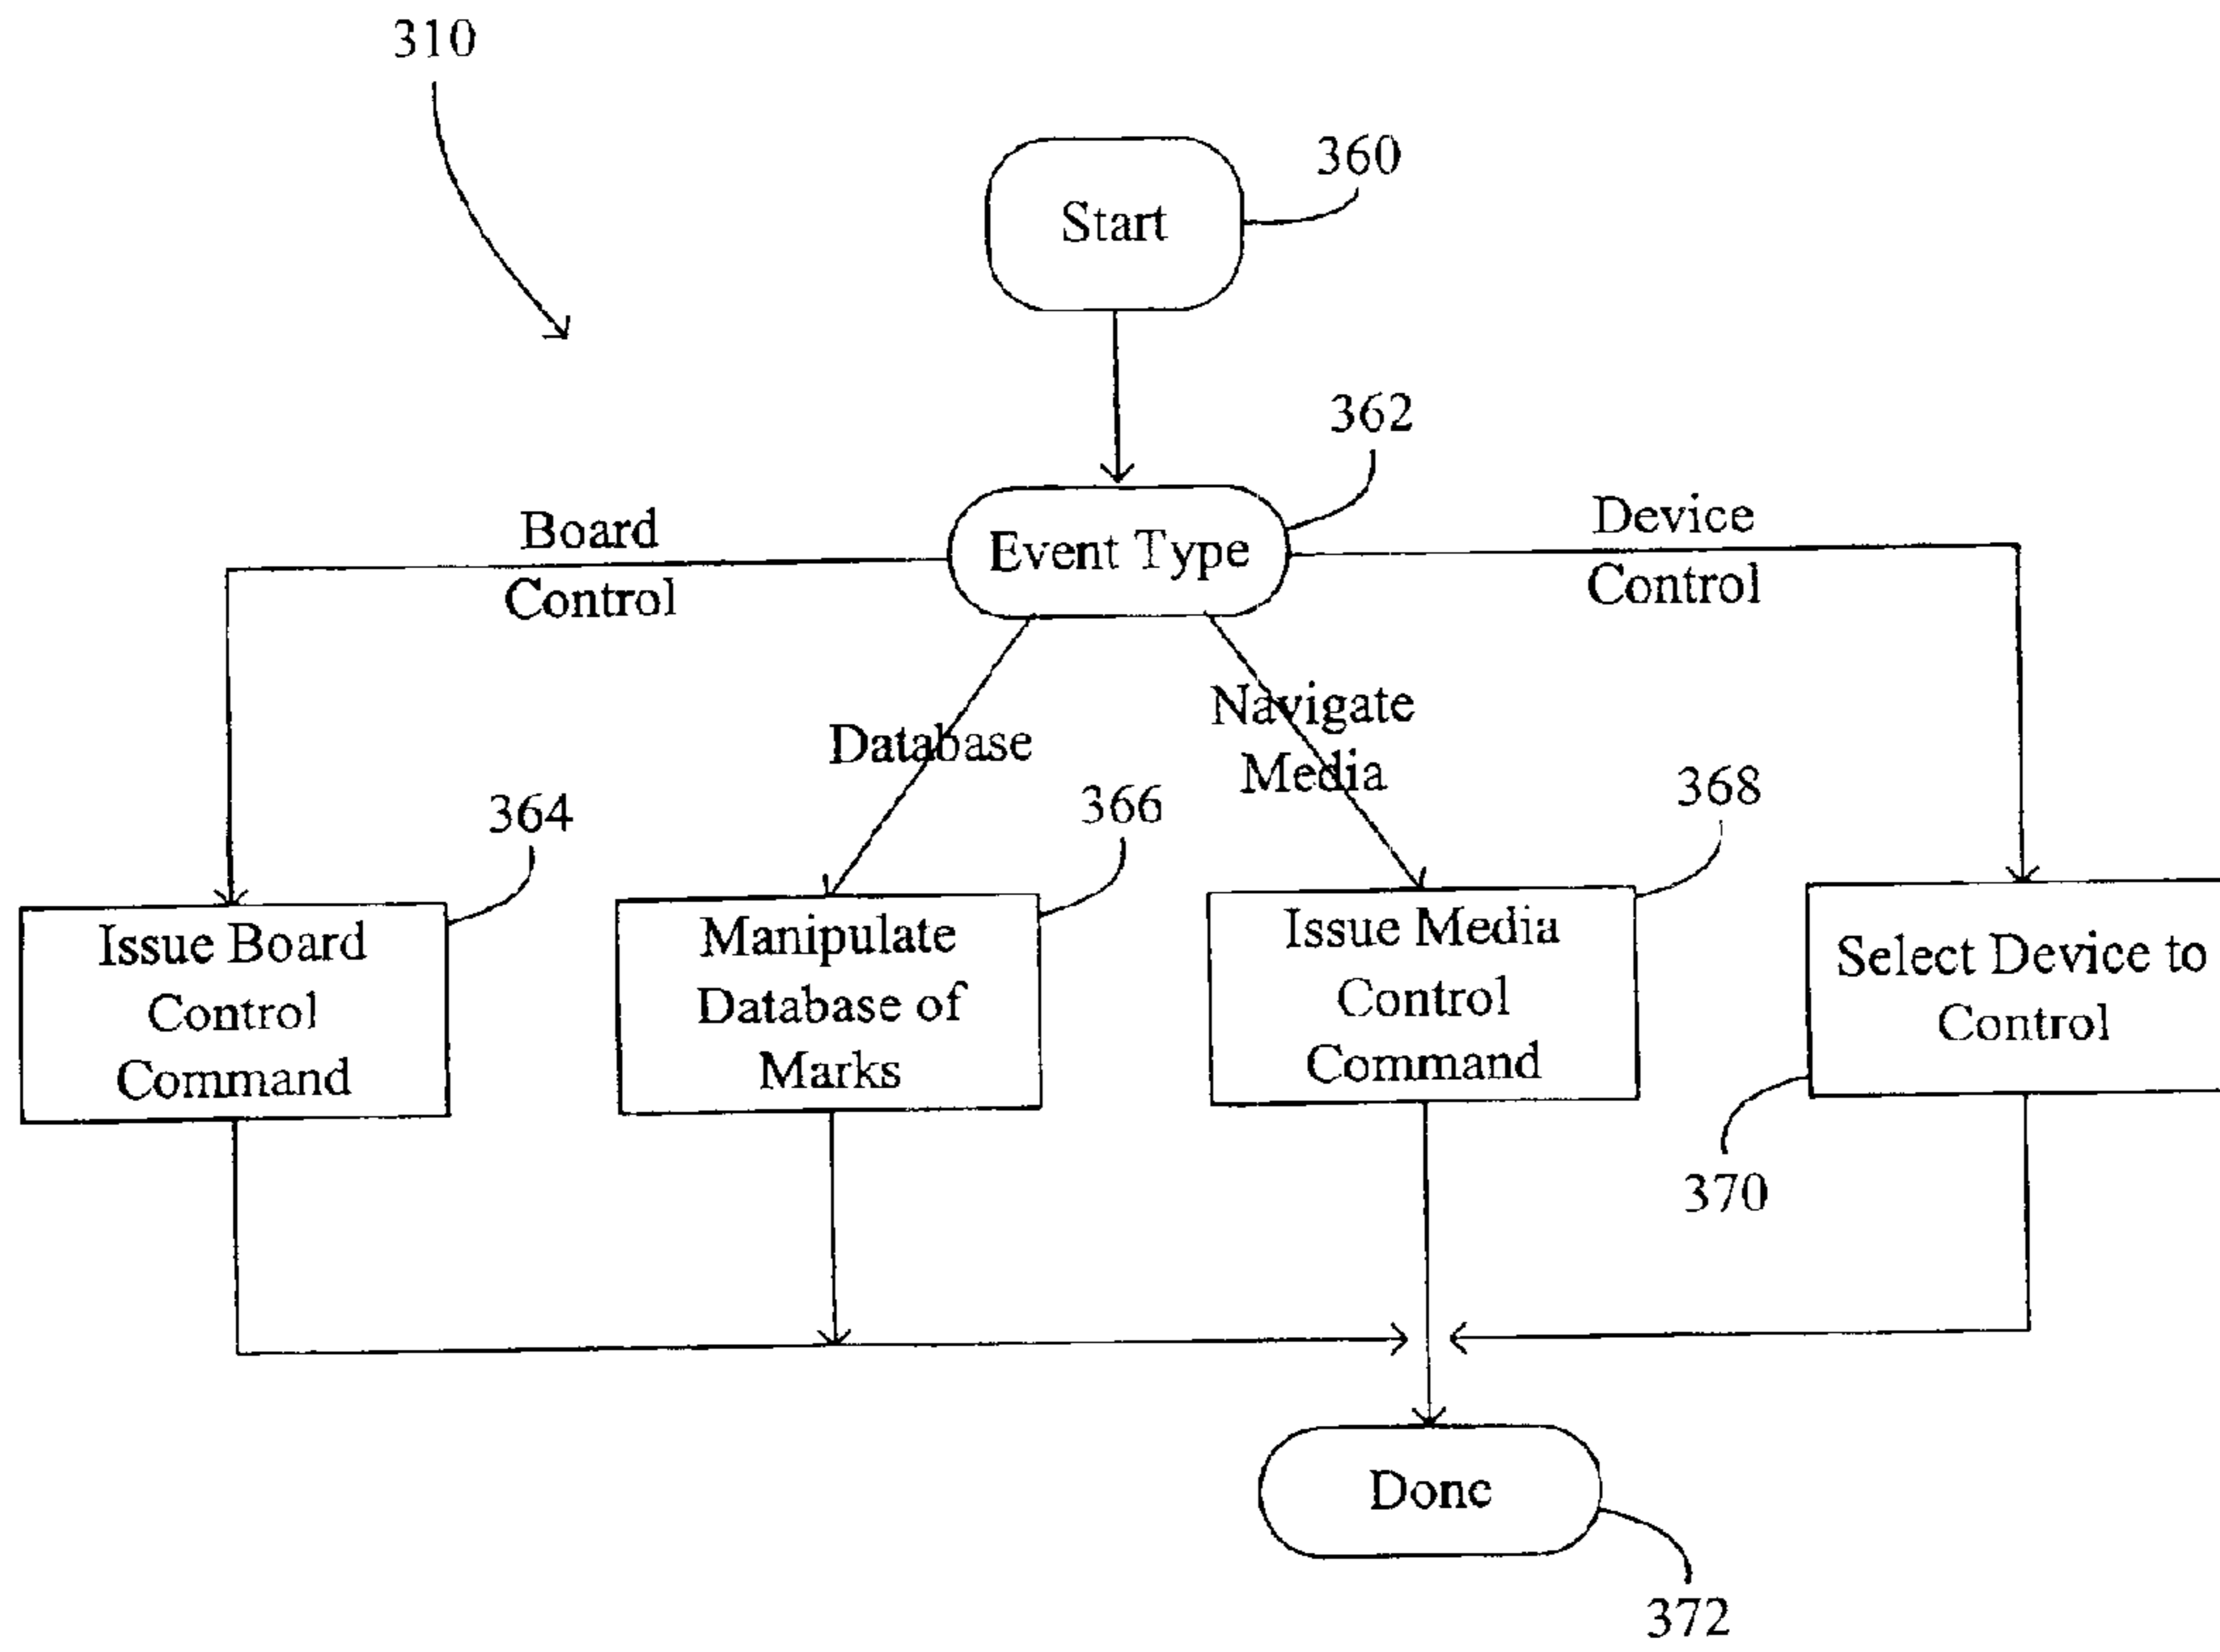 310
360
Start
362
Event Type
Board
Control
Device
Control
Database
Navigate
Media
364
366
368
Issue Board
Control
Command
Manipulate
Database of
Marks
Issue Media
Control
Command
Select Device to
Control
370
Done
372